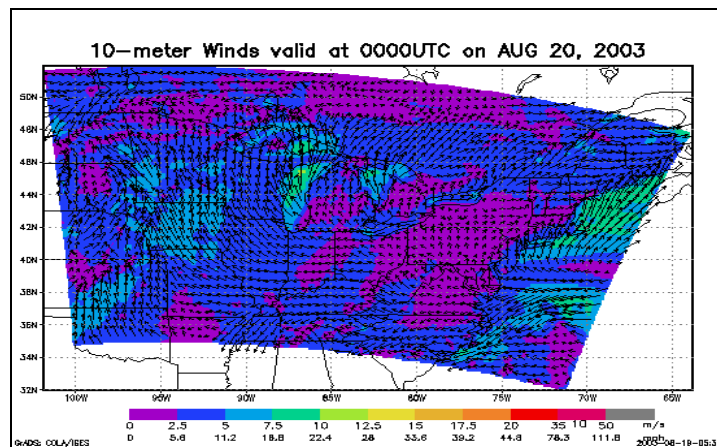 10-meter Winds valid at 0000UTC on AUG 20, 2003
50N
48N
46N
44N
42N
40N
38N
36N
34N
32N
100W 95W 90W 85W 80W 75W 70W 65W
0 2.5 5 7.5 10 12.5 15 17.5 20 35 10 50 m/s
0 5.6 11.2 16.8 22.4 28 33.6 39.2 44.8 78.3 111.8 mph
GrADS: COLA/IGES